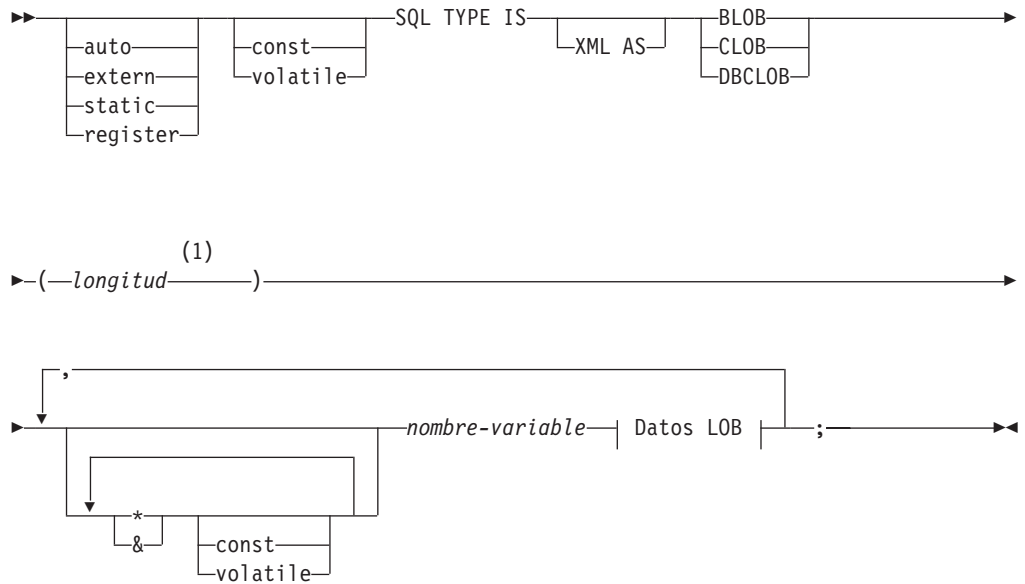 SQL TYPE IS BLOB
auto const XML AS CLOB
extern volatile DBCLOB
static
register
(1)
( longitud )
,
nombre-variable Datos LOB ;
*
& const
volatile